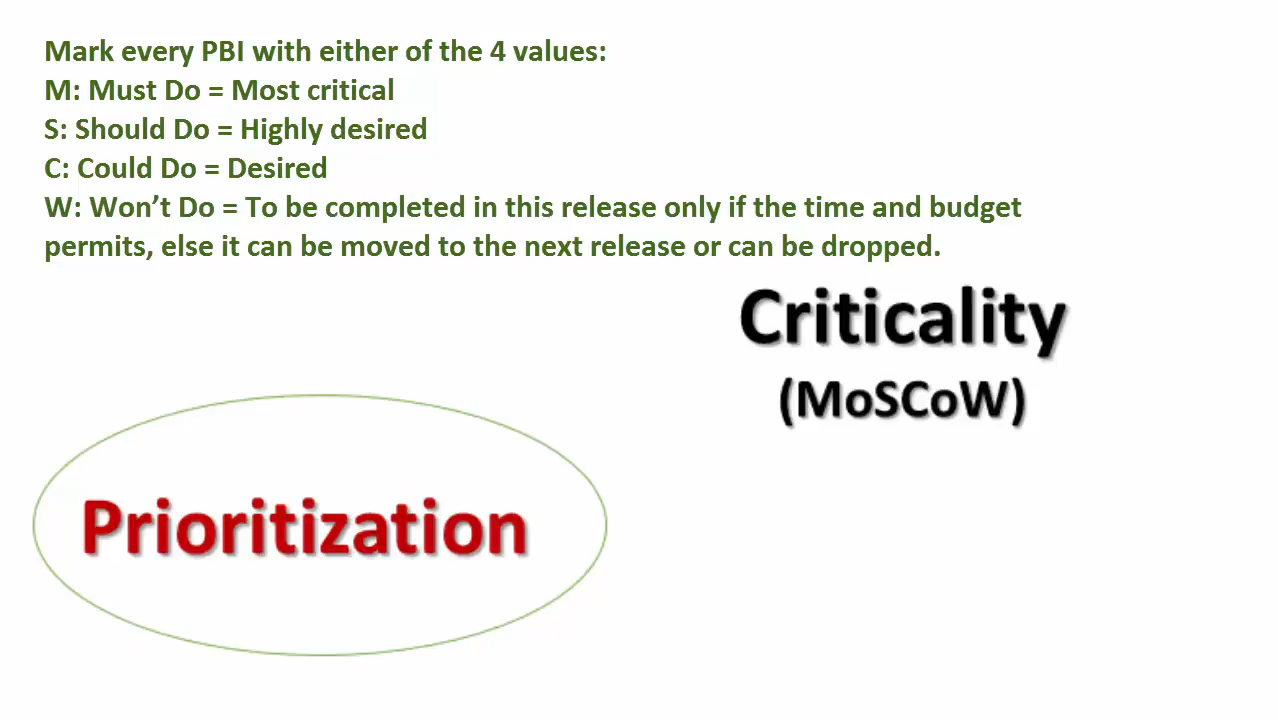 Mark every PBI with either of the 4 values:
M: Must Do = Most critical
S: Should Do = Highly desired
C: Could Do = Desired
W: Won’t Do = To be completed in this release only if the time and budget
permits, else it can be moved to the next release or can be dropped.
Criticality
(MoSCoW)
Prioritization